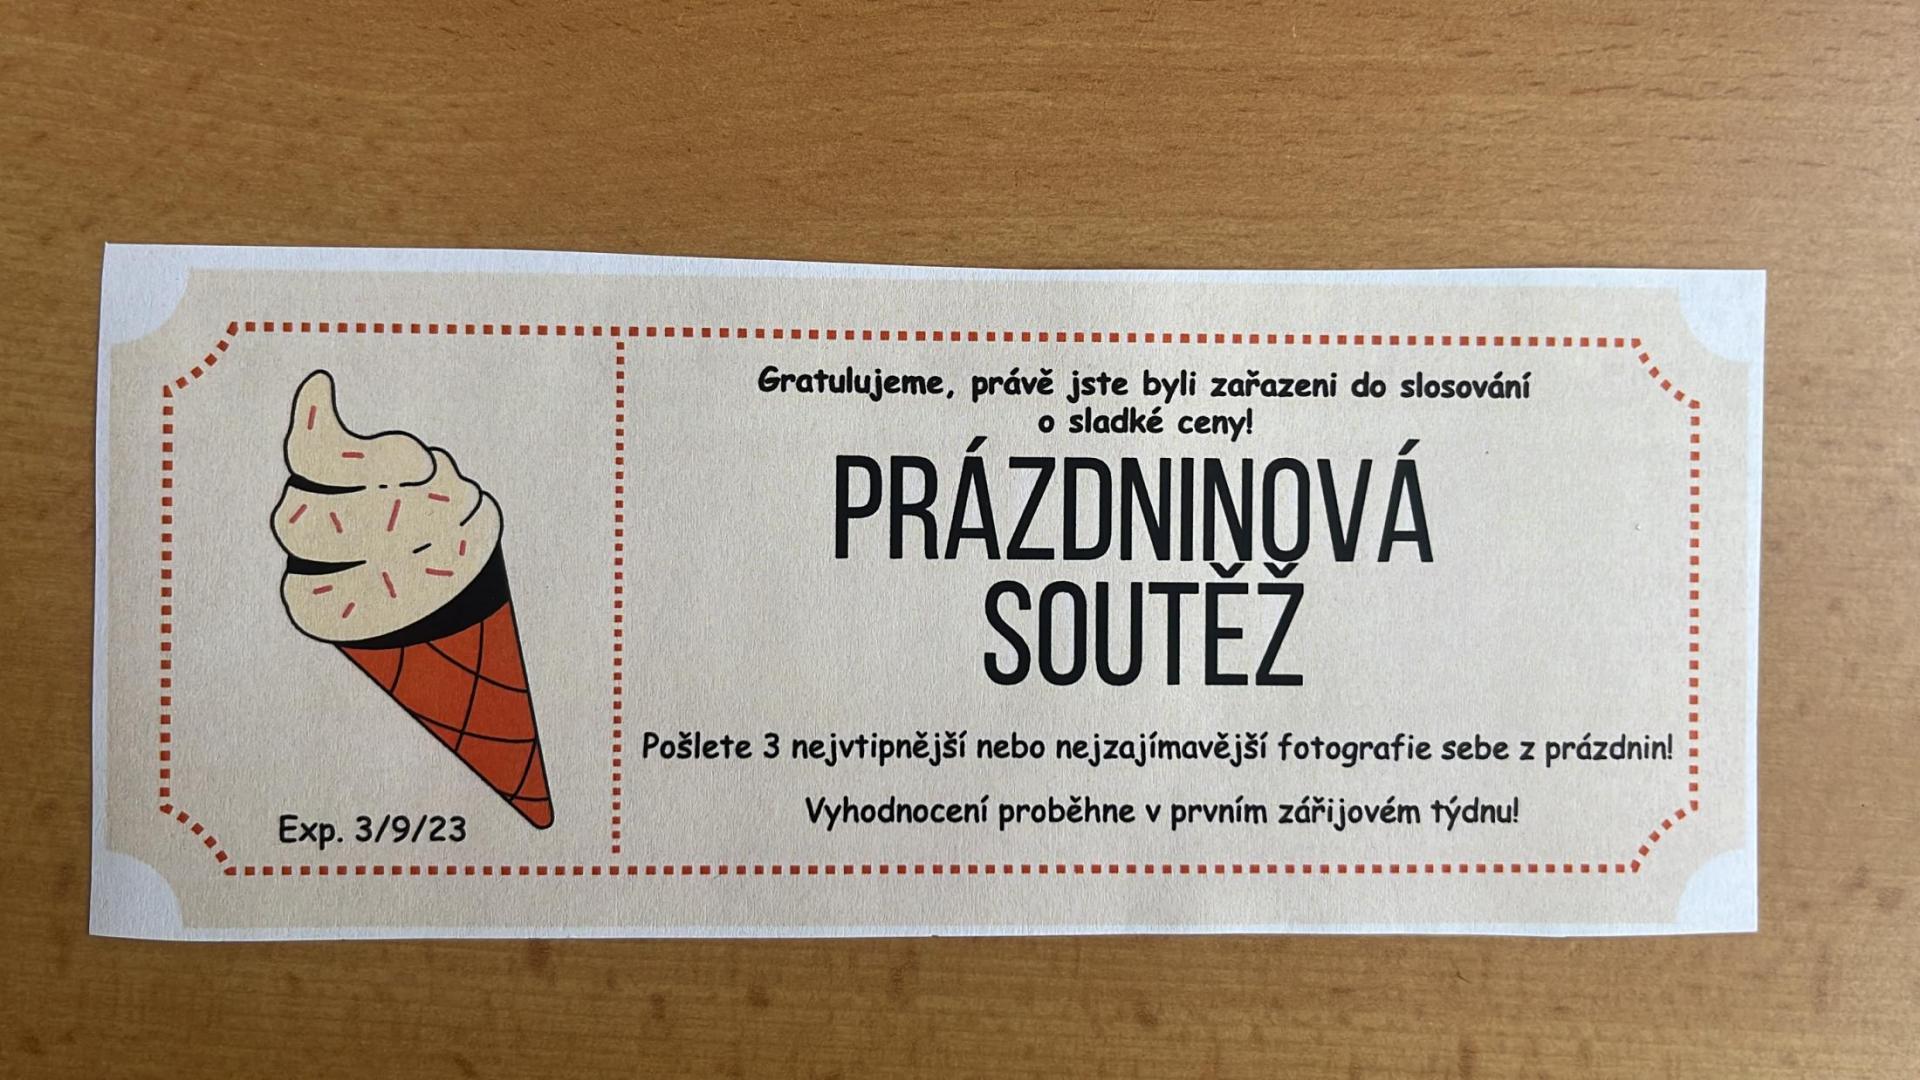 Gratulujeme, právě jste byli zařazeni do slosování
o sladké ceny!
PRÁZDNINOVÁ
SOUTĚŽ
Pošlete 3 nejvtipnější nebo nejzajímavější fotografie sebe z prázdnin!
Vyhodnocení proběhne v prvním zářijovém týdnu!
Exp. 3/9/23